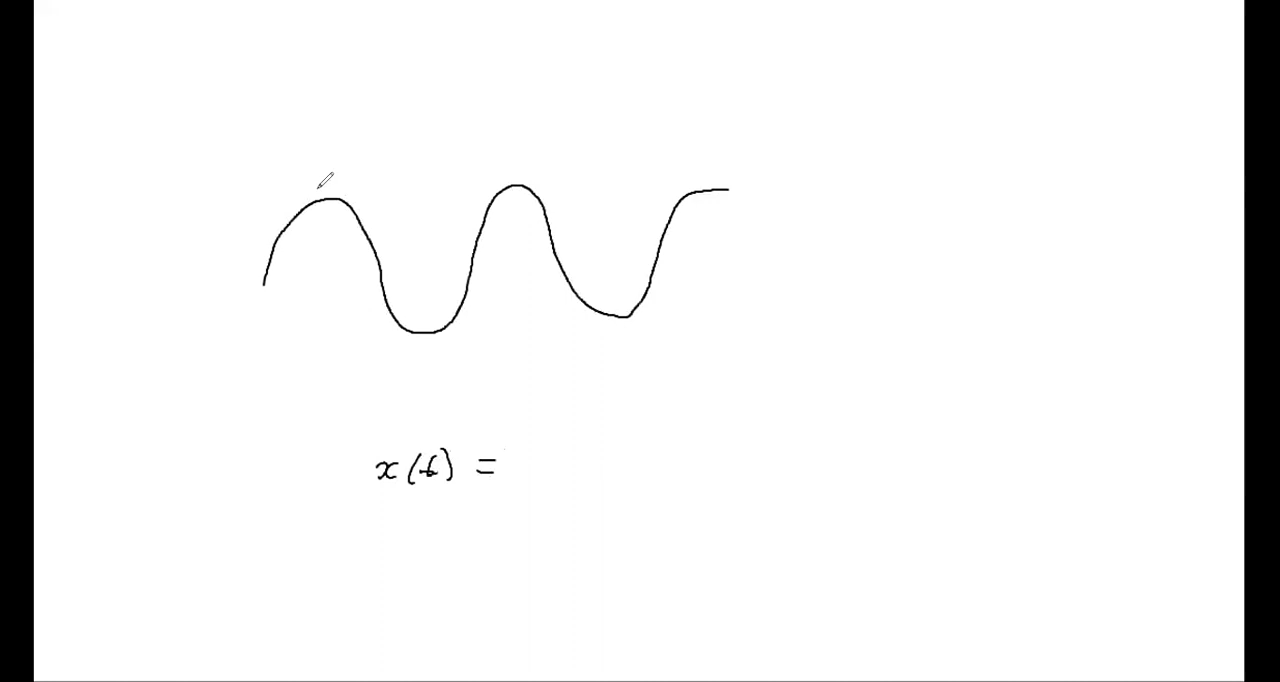 x(t) =